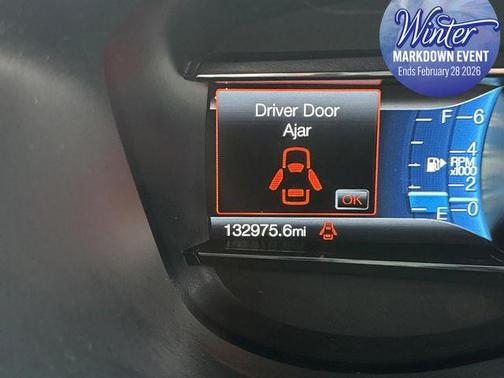 Winter
MARKDOWN EVENT
Ends February 28 2026
Driver Door
Ajar
OK
132975.6mi
F
E
6
4
RPM
x1000
2
0